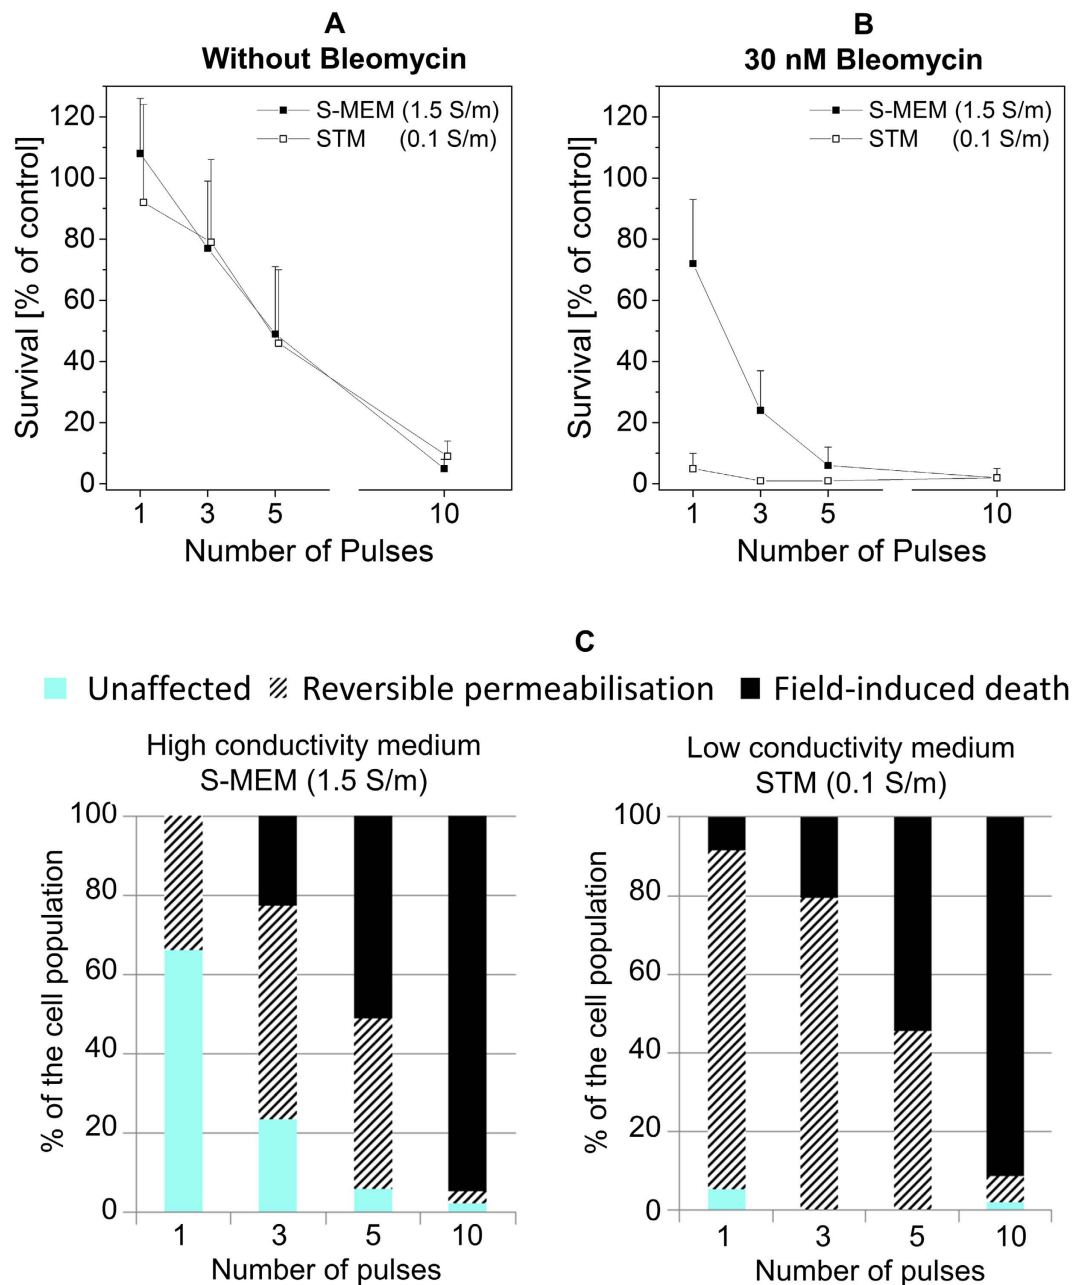 A
Without Bleomycin
S-MEM (1.5 S/m)
STM (0.1 S/m)
Survival [% of control]
120
100
80
60
40
20
0
1 3 5 10
Number of Pulses
B
30 nM Bleomycin
S-MEM (1.5 S/m)
STM (0.1 S/m)
Survival [% of control]
120
100
80
60
40
20
0
1 3 5 10
Number of Pulses
C
Unaffected Reversible permeabilisation Field-induced death
High conductivity medium
S-MEM (1.5 S/m)
% of the cell population
100
80
60
40
20
0
1 3 5 10
Number of pulses
Low conductivity medium
STM (0.1 S/m)
% of the cell population
100
80
60
40
20
0
1 3 5 10
Number of pulses